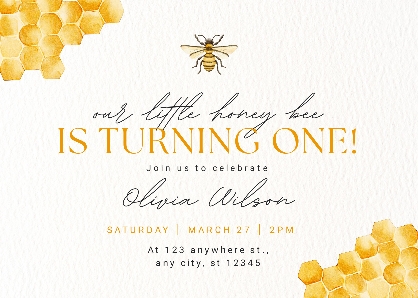 our little honey bee
IS TURNING ONE!
Join us to celebrate
Olivia Wilson
SATURDAY | MARCH 27 | 2PM
At 123 anywhere st.,
any city, st 12345